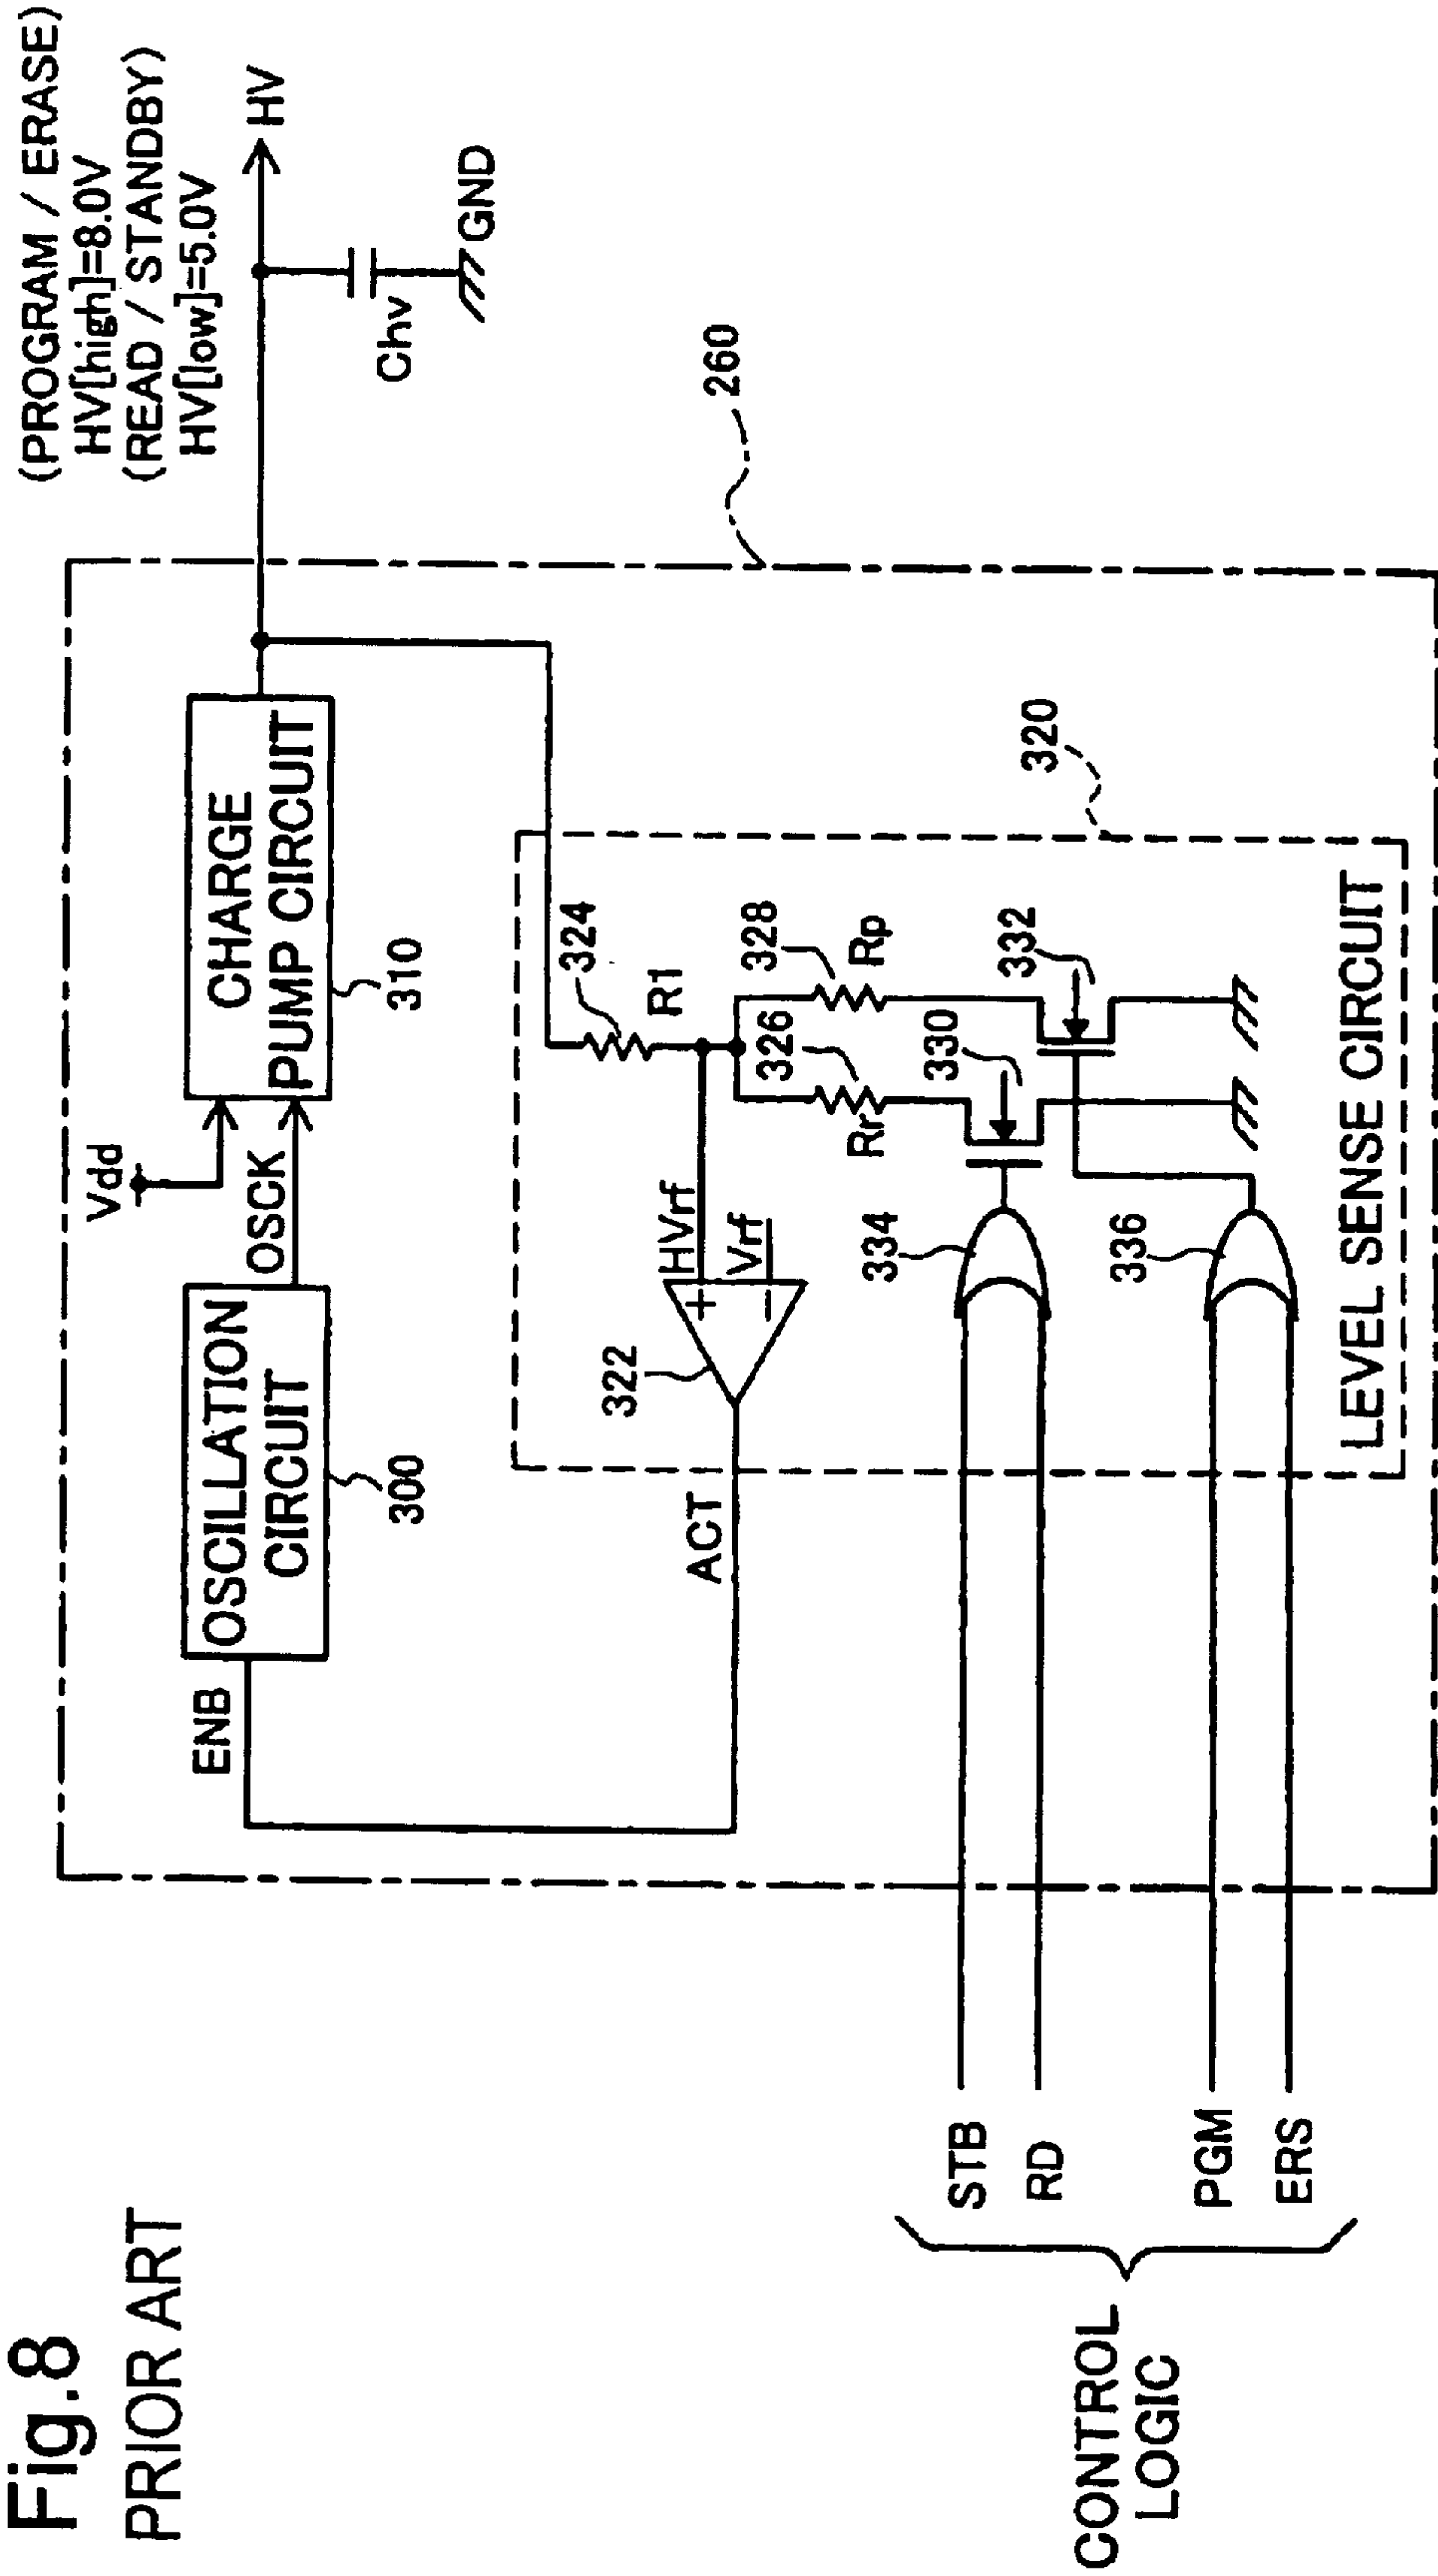 Fig.8
PRIOR ART
(PROGRAM / ERASE)
HV[high]=8.0V
(READ / STANDBY)
HV[low]=5.0V
HV
Chv
GND
260
Vdd
ENB
OSCILLATION
CIRCUIT
300
OSCK
CHARGE
PUMP CIRCUIT
310
320
324
R1
322
HVrf
+
Vrf
−
ACT
326
Rr
328
Rp
330
332
334
336
LEVEL SENSE CIRCUIT
CONTROL
LOGIC
STB
RD
PGM
ERS